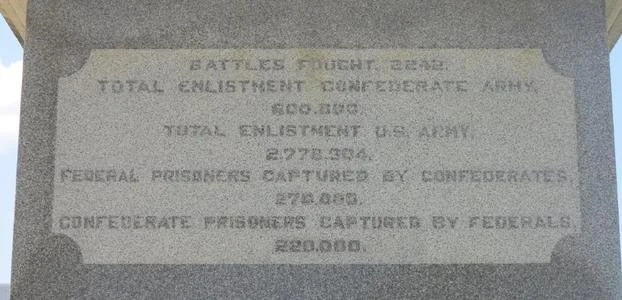 BATTLES FOUGHT, 2242.
TOTAL ENLISTMENT CONFEDERATE ARMY,
600.000.
TOTAL ENLISTMENT U.S. ARMY,
2.778.304.
FEDERAL PRISONERS CAPTURED BY CONFEDERATES,
270.000.
CONFEDERATE PRISONERS CAPTURED BY FEDERALS,
220.000.